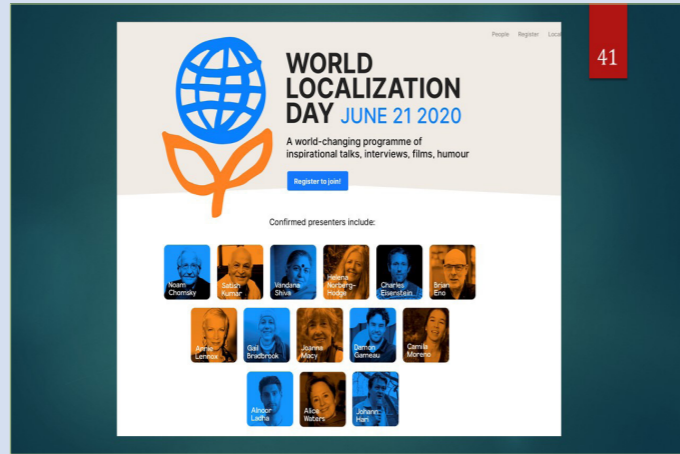 People Register Local
41
WORLD
LOCALIZATION
DAY JUNE 21 2020
A world-changing programme of
inspirational talks, interviews, films, humour
Register to join!
Confirmed presenters include:
Noam Chomsky
Satish Kumar
Vandana Shiva
Helena Norberg-Hodge
Charles Eisenstein
Brian Eno
Annie Lennox
Gail Bradbrook
Joanna Macy
Damon Gameau
Camila Moreno
Alnoor Ladha
Alice Waters
Johann Hari